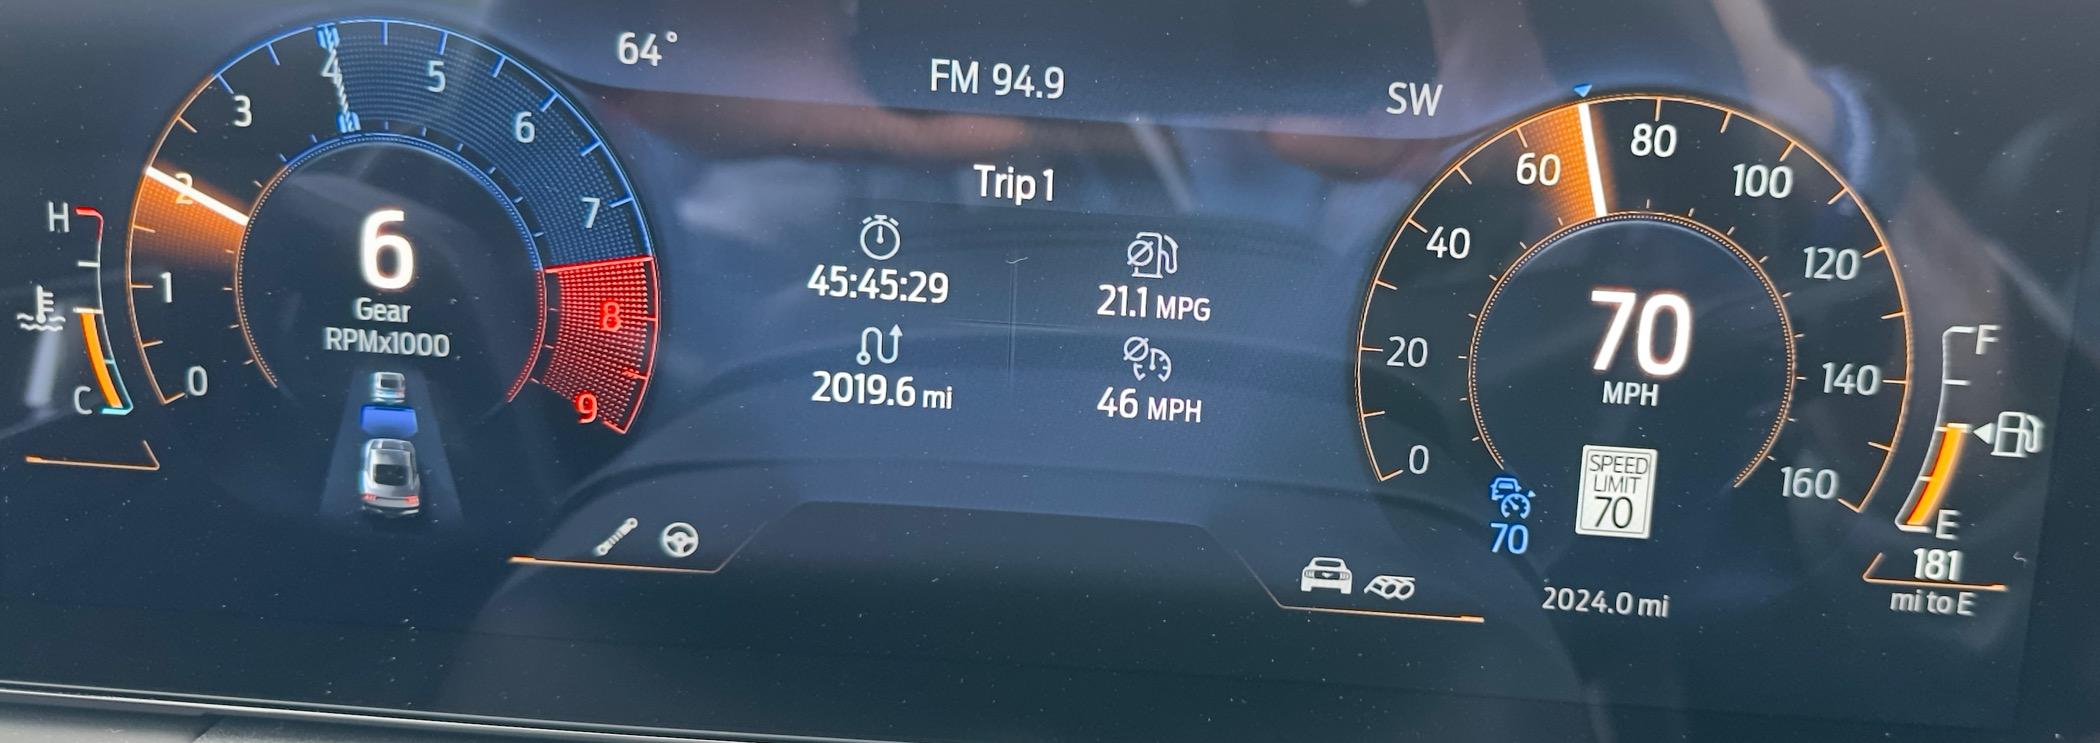 64°
FM 94.9
SW
H
C
0
1
2
3
4
5
6
7
8
9
6
Gear
RPMx1000
Trip 1
45:45:29
21.1 MPG
2019.6 mi
46 MPH
0
20
40
60
80
100
120
140
160
70
MPH
SPEED
LIMIT
70
70
2024.0 mi
F
E
181
mi to E